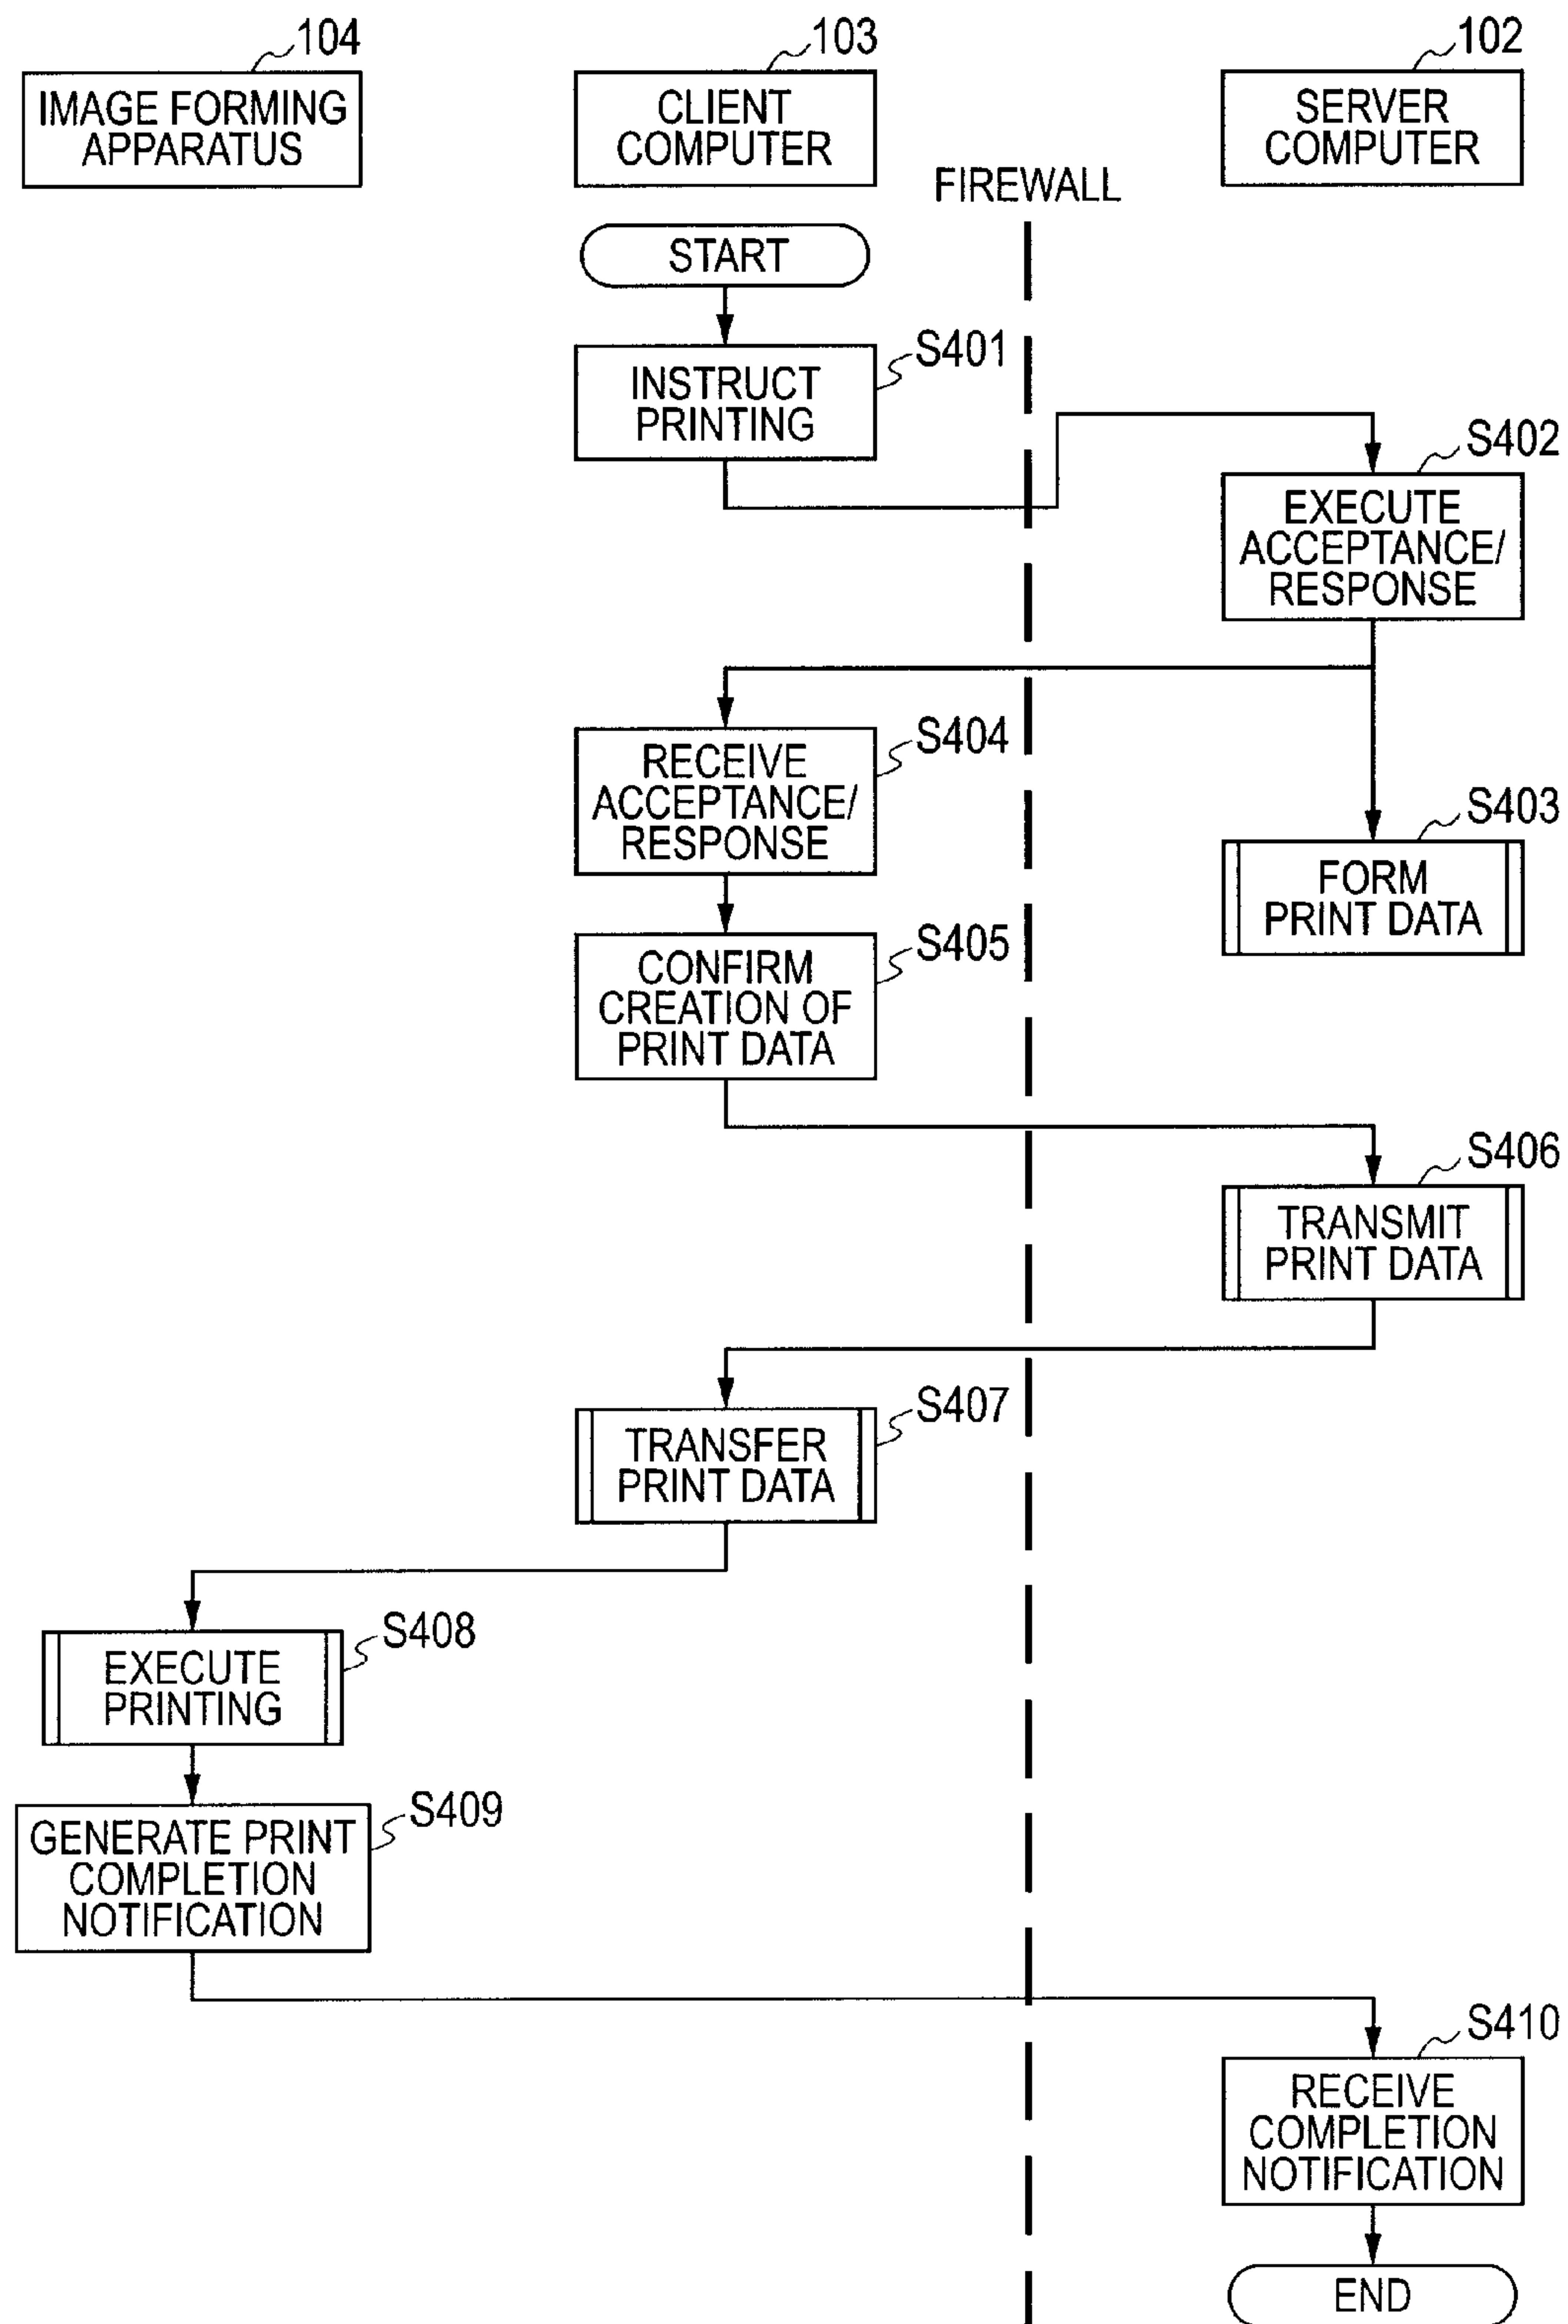 104
103
102
IMAGE FORMING
APPARATUS
CLIENT
COMPUTER
SERVER
COMPUTER
FIREWALL
START
S401
INSTRUCT
PRINTING
S402
EXECUTE
ACCEPTANCE/
RESPONSE
S404
RECEIVE
ACCEPTANCE/
RESPONSE
S403
FORM
PRINT DATA
S405
CONFIRM
CREATION OF
PRINT DATA
S406
TRANSMIT
PRINT DATA
S407
TRANSFER
PRINT DATA
S408
EXECUTE
PRINTING
S409
GENERATE PRINT
COMPLETION
NOTIFICATION
S410
RECEIVE
COMPLETION
NOTIFICATION
END